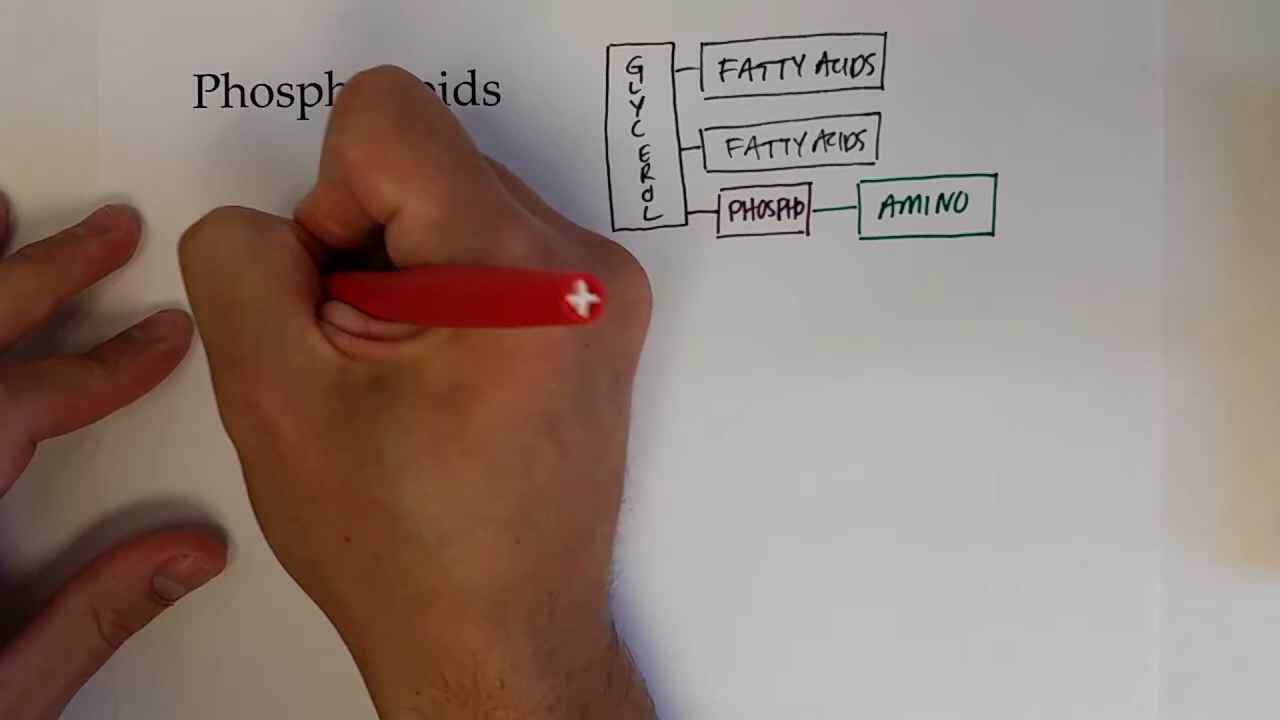 Phosph ids
GLYCEROL
FATTY ACIDS
FATTY ACIDS
PHOSPHO
AMINO